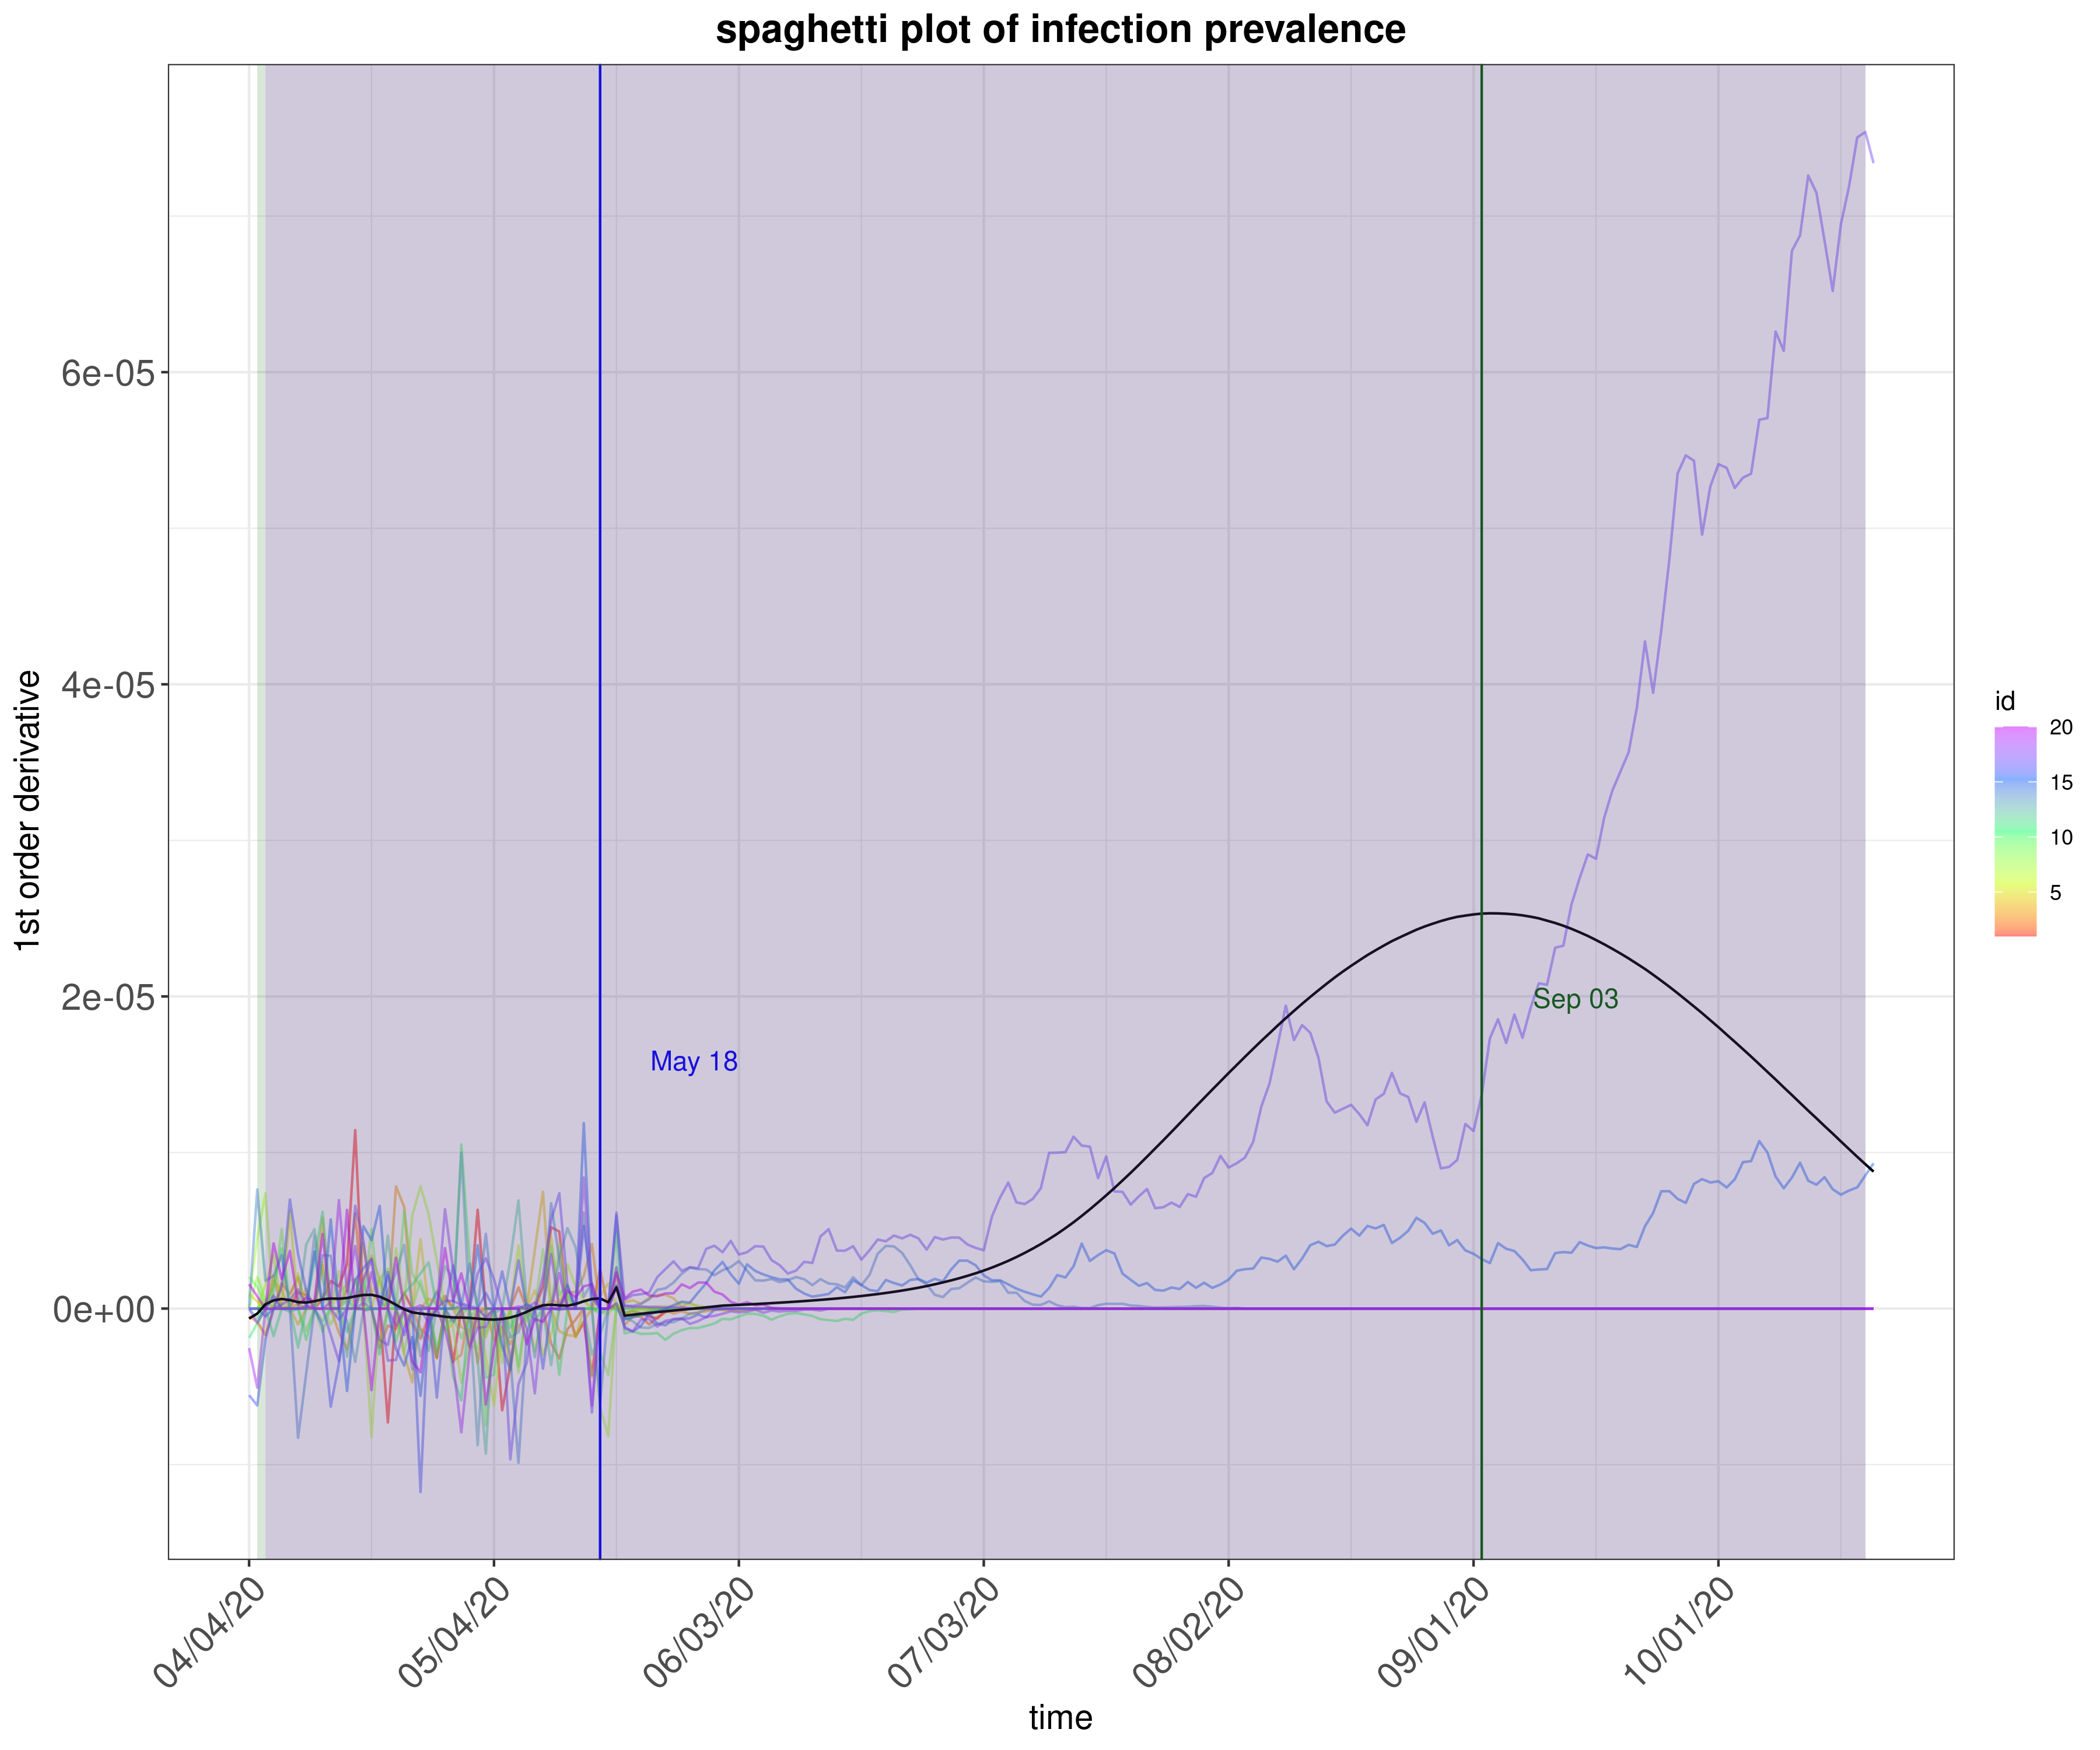 spaghetti plot of infection prevalence
1st order derivative
6e-05
4e-05
2e-05
0e+00
May 18
Sep 03
04/04/20
05/04/20
06/03/20
07/03/20
08/02/20
09/01/20
10/01/20
time
id
20
15
10
5